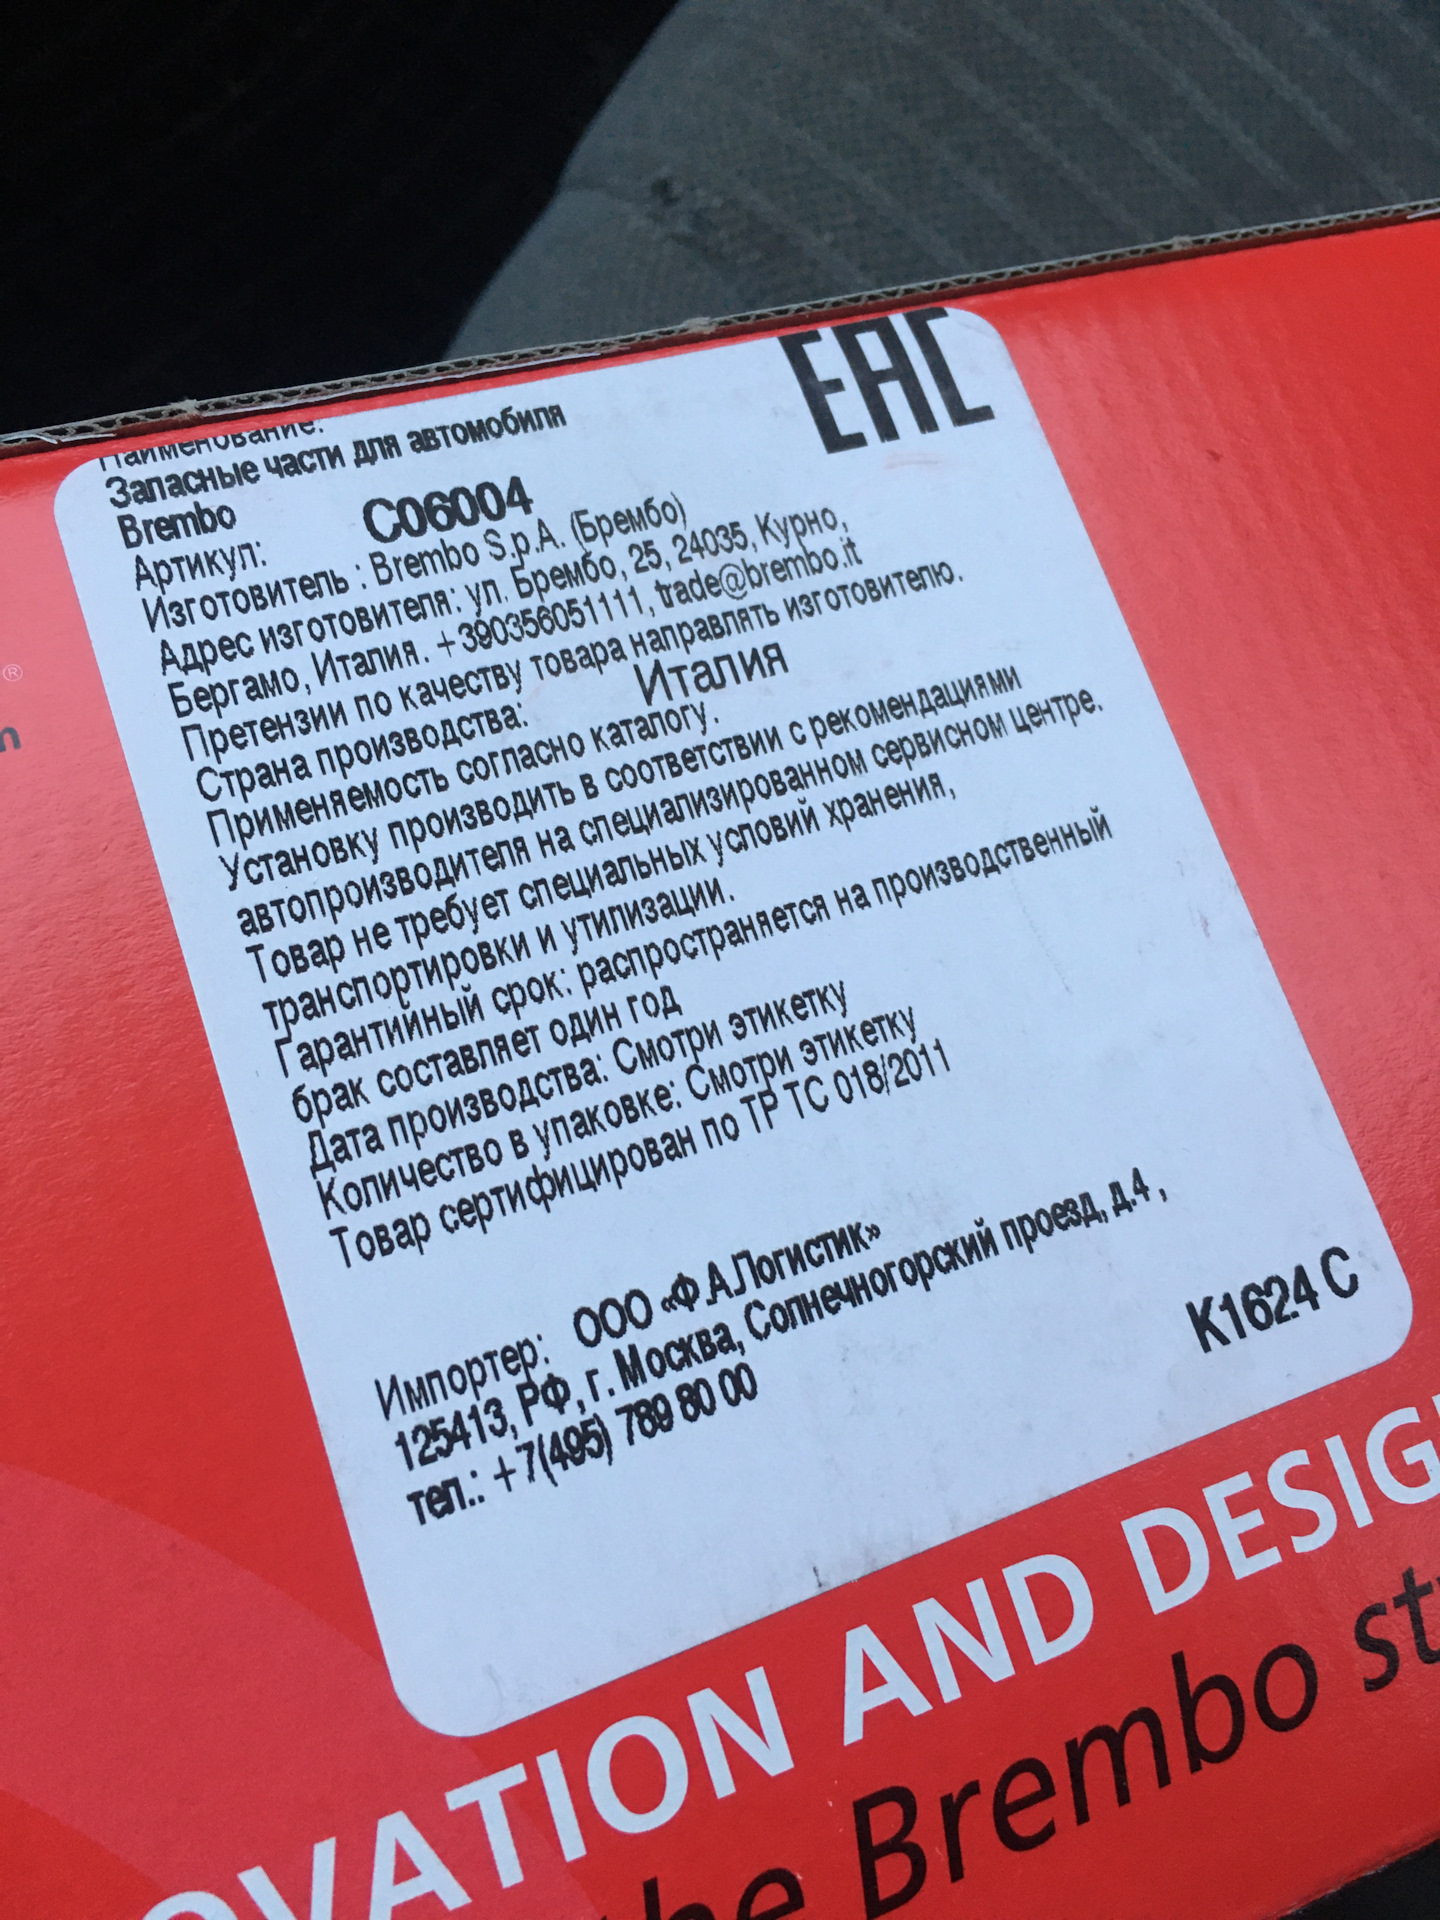 EAC
Наименование:
Запасные части для автомобиля
Brembo
Артикул: C06004
Изготовитель : Brembo S.p.A. (Брембо)
Адрес изготовителя: ул. Брембо, 25, 24035, Курно,
Бергамо, Италия. +390356051111, trade@brembo.it
Претензии по качеству товара направлять изготовителю.
Страна производства: Италия
Применяемость согласно каталогу.
Установку производить в соответствии с рекомендациями
автопроизводителя на специализированном сервисном центре.
Товар не требует специальных условий хранения,
транспортировки и утилизации.
Гарантийный срок: распространяется на производственный
брак составляет один год
Дата производства: Смотри этикетку
Количество в упаковке: Смотри этикетку
Товар сертифицирован по ТР ТС 018/2011
Импортер: ООО «Ф.А.Логистик»
125413, РФ, г. Москва, Солнечногорский проезд, д.4 ,
тел.: +7(495) 789 80 00
К1624 С
®
n
OVATION AND DESIG
he Brembo st